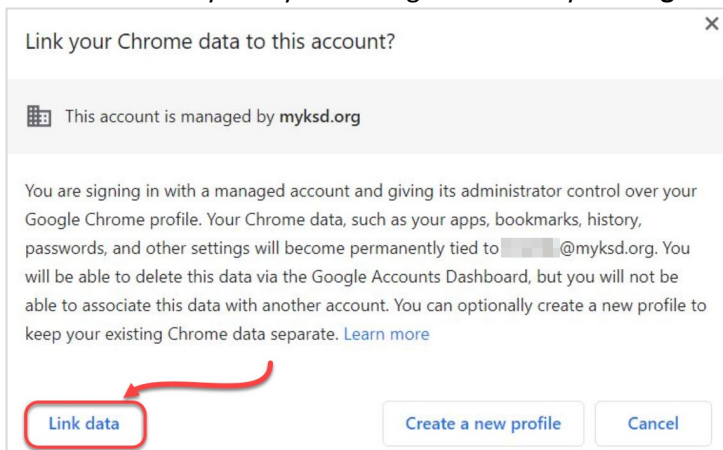 Link your Chrome data to this account?
This account is managed by myksd.org
You are signing in with a managed account and giving its administrator control over your
Google Chrome profile. Your Chrome data, such as your apps, bookmarks, history,
passwords, and other settings will become permanently tied to @myksd.org. You
will be able to delete this data via the Google Accounts Dashboard, but you will not be
able to associate this data with another account. You can optionally create a new profile to
keep your existing Chrome data separate. Learn more
Link data Create a new profile Cancel